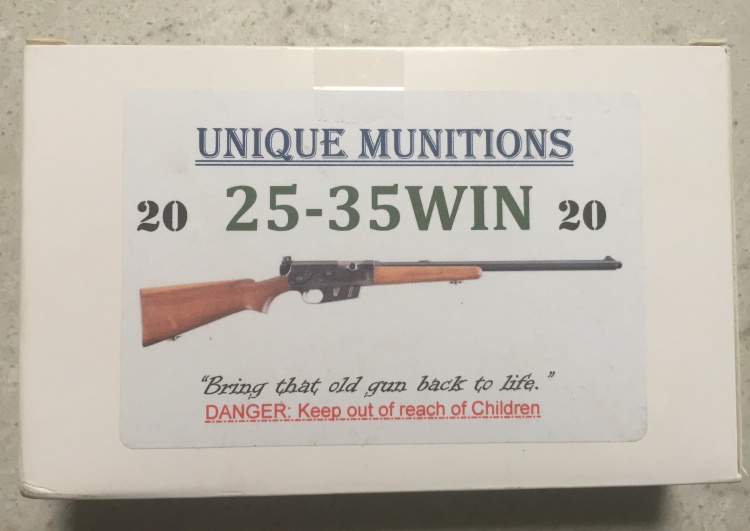 UNIQUE MUNITIONS
20 25-35WIN 20
"Bring that old gun back to life."
DANGER: Keep out of reach of Children